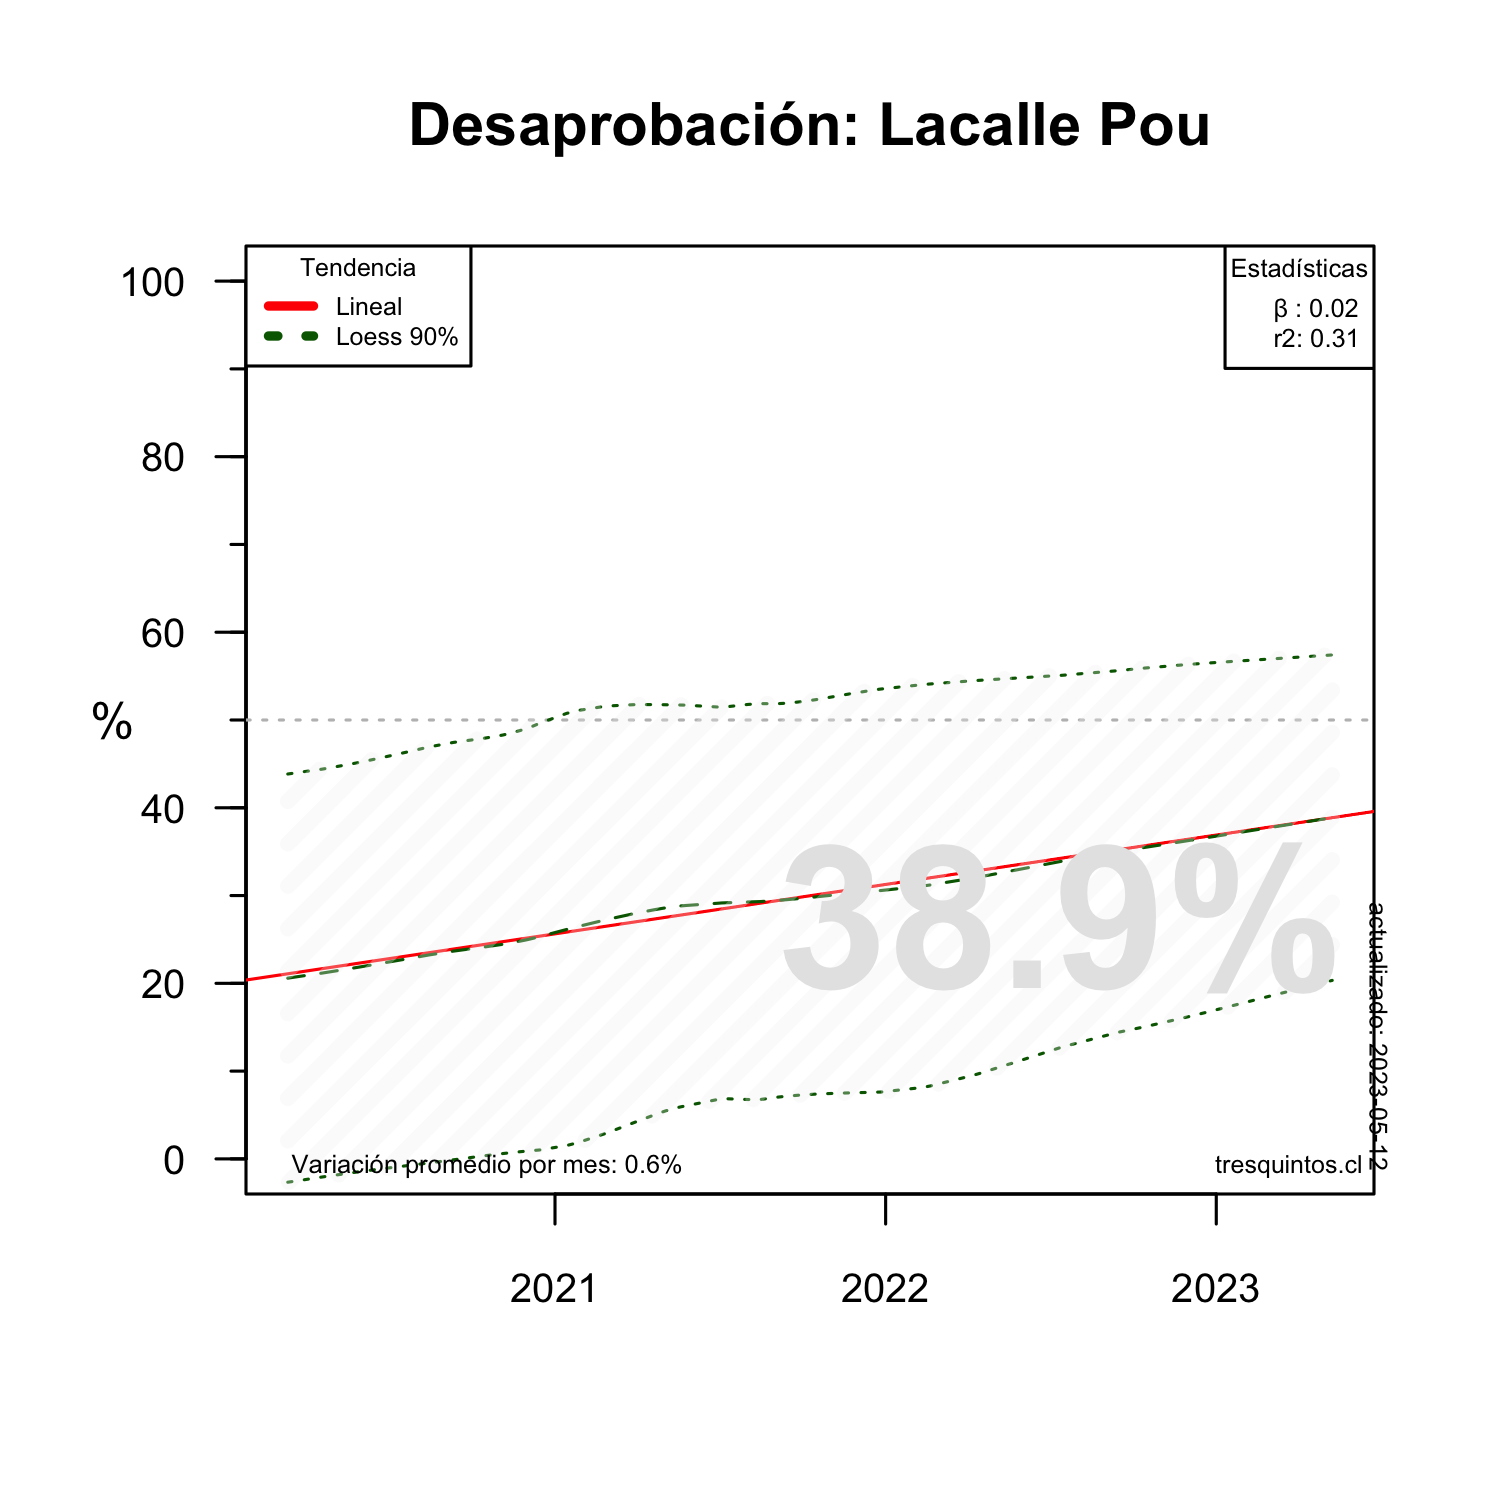 Desaprobación: Lacalle Pou
Tendencia
Lineal
Loess 90%
Estadísticas
β : 0.02
r2: 0.31
100
80
60
%
40
20
0
38.9%
actualizado: 2023-05-12
Variación promedio por mes: 0.6%
tresquintos.cl
2021
2022
2023